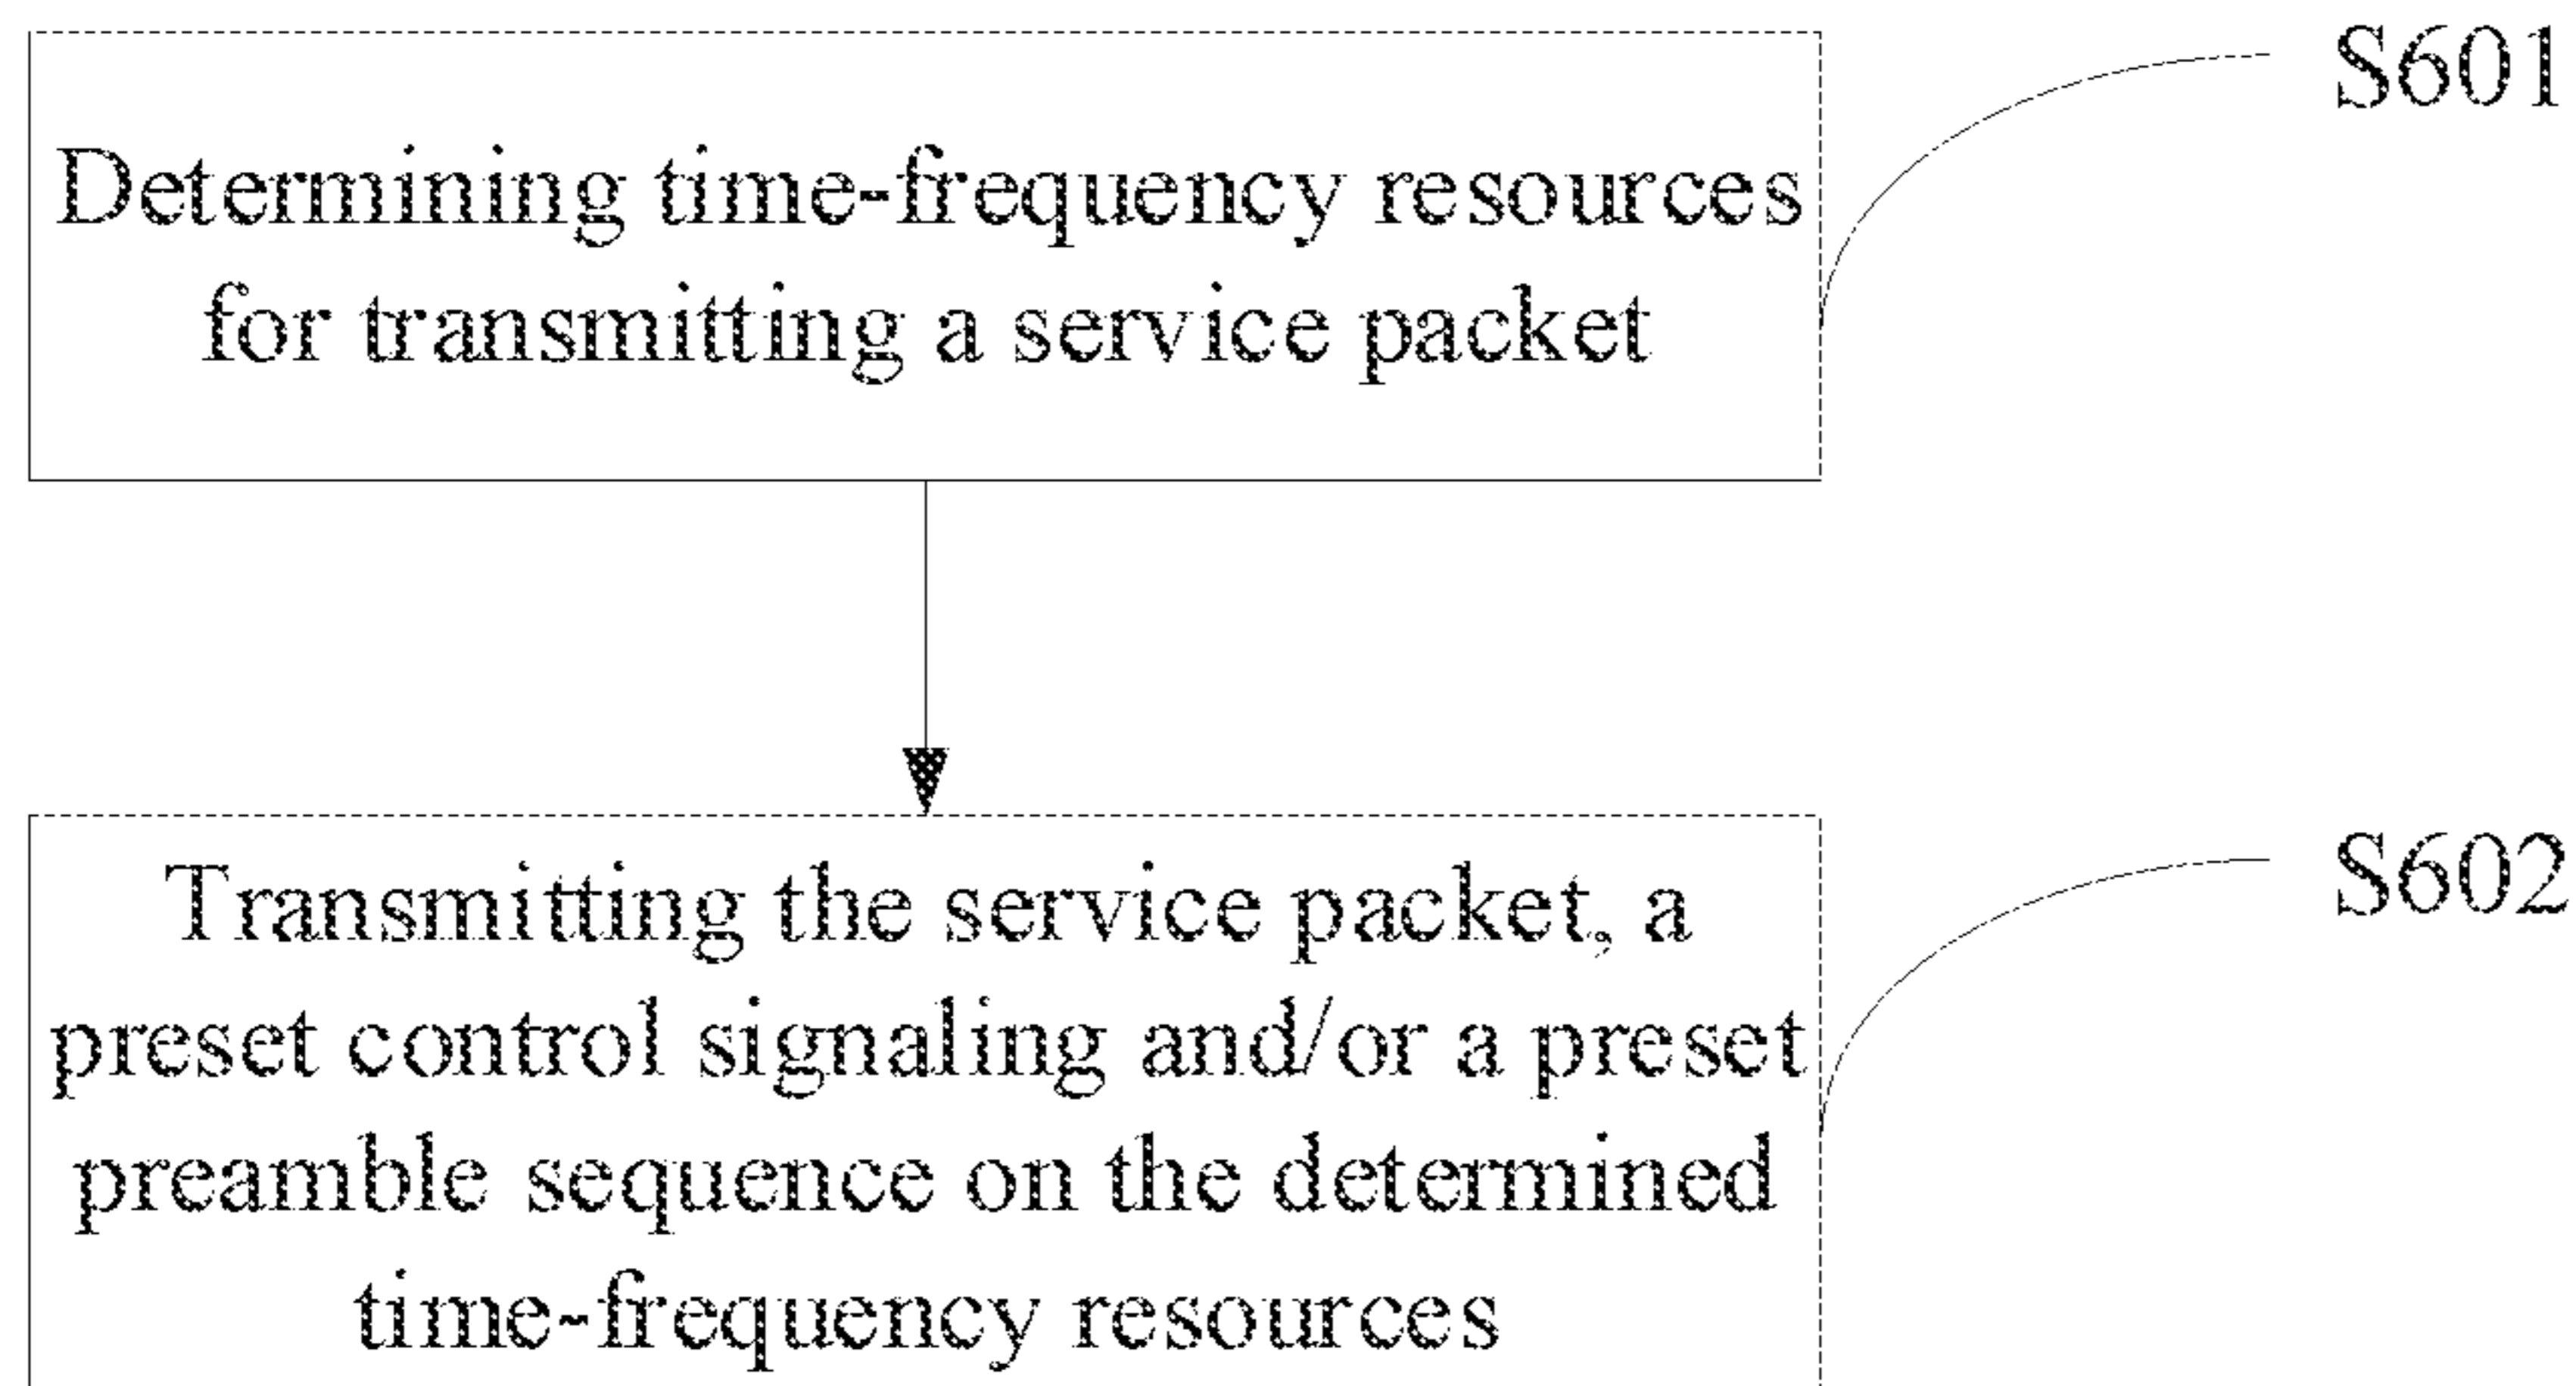 S601
Determining time-frequency resources
for transmitting a service packet
S602
Transmitting the service packet, a
preset control signaling and/or a preset
preamble sequence on the determined
time-frequency resources